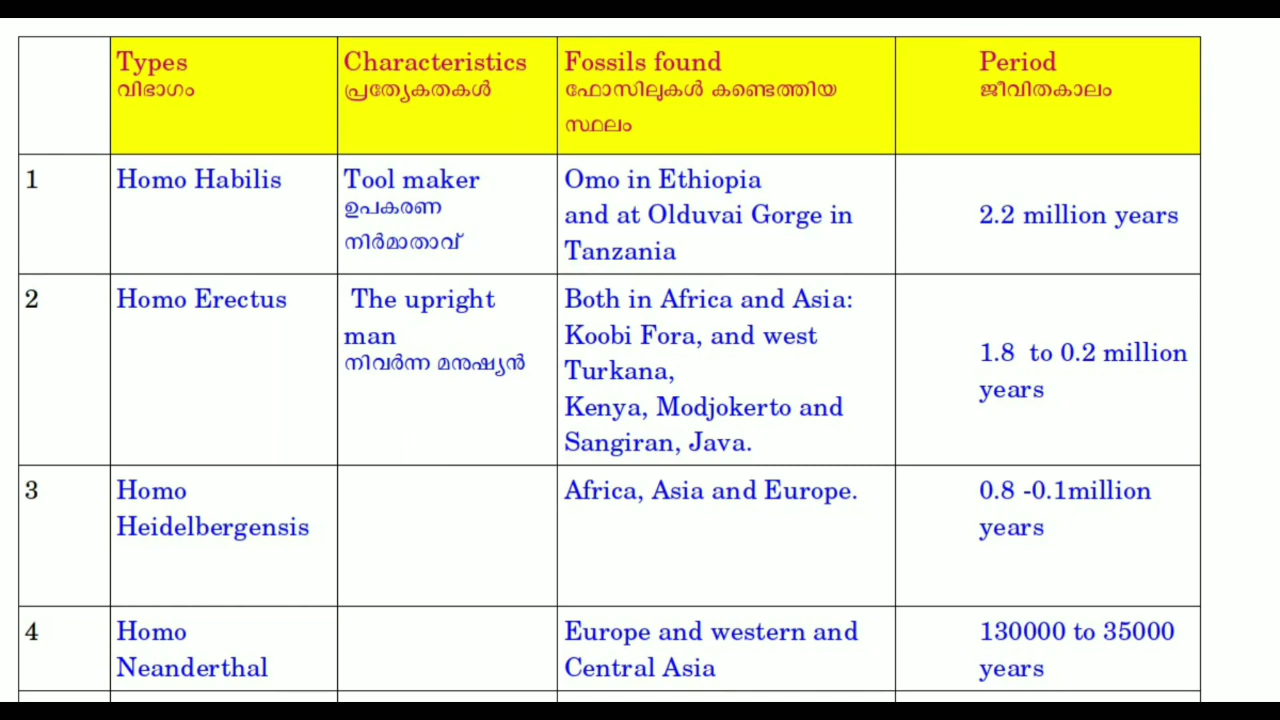 Types
വിഭാഗം
Characteristics
പ്രത്യേകതകൾ
Fossils found
ഫോസിലുകൾ കണ്ടെത്തിയ
സ്ഥലം
Period
ജീവിതകാലം
1
Homo Habilis
Tool maker
ഉപകരണ
നിർമാതാവ്
Omo in Ethiopia
and at Olduvai Gorge in
Tanzania
2.2 million years
2
Homo Erectus
The upright
man
നിവർന്ന മനുഷ്യൻ
Both in Africa and Asia:
Koobi Fora, and west
Turkana,
Kenya, Modjokerto and
Sangiran, Java.
1.8 to 0.2 million
years
3
Homo
Heidelbergensis
Africa, Asia and Europe.
0.8 -0.1million
years
4
Homo
Neanderthal
Europe and western and
Central Asia
130000 to 35000
years